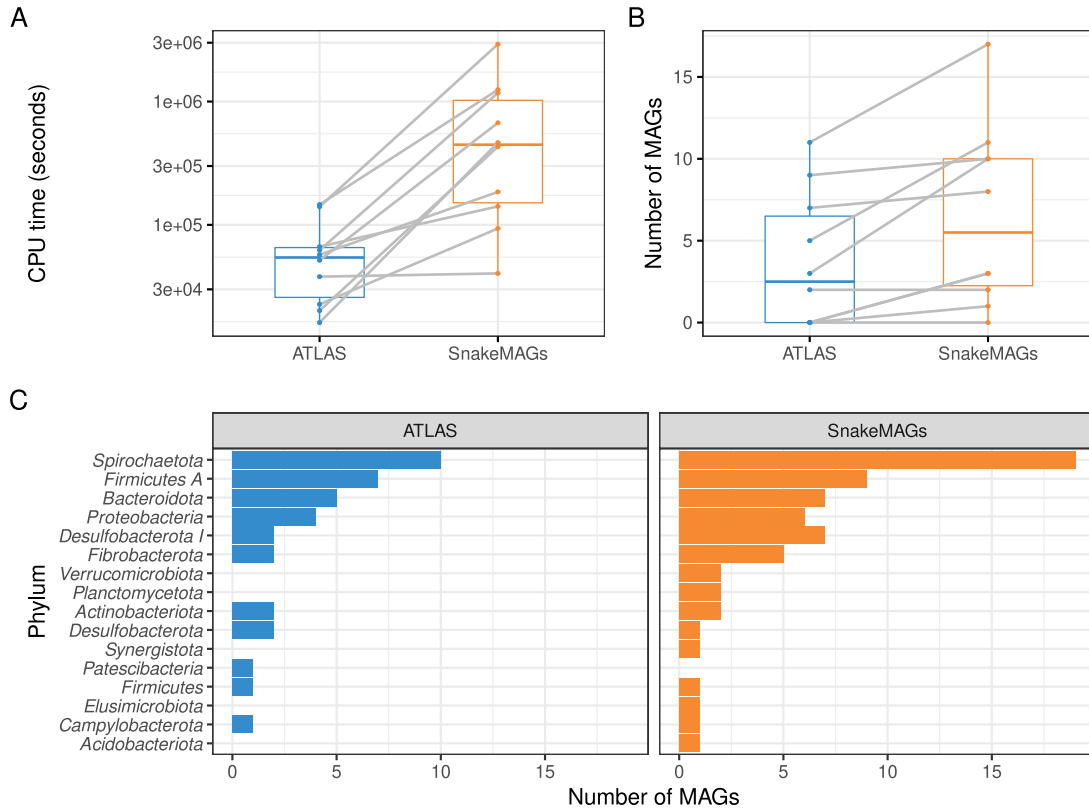 A
CPU time (seconds)
3e+06
1e+06
3e+05
1e+05
3e+04
ATLAS
SnakeMAGs
B
Number of MAGs
15
10
5
0
ATLAS
SnakeMAGs
C
ATLAS
SnakeMAGs
Phylum
Spirochaetota
Firmicutes A
Bacteroidota
Proteobacteria
Desulfobacterota I
Fibrobacterota
Verrucomicrobiota
Planctomycetota
Actinobacteriota
Desulfobacterota
Synergistota
Patescibacteria
Firmicutes
Elusimicrobiota
Campylobacterota
Acidobacteriota
0 5 10 15
0 5 10 15
Number of MAGs